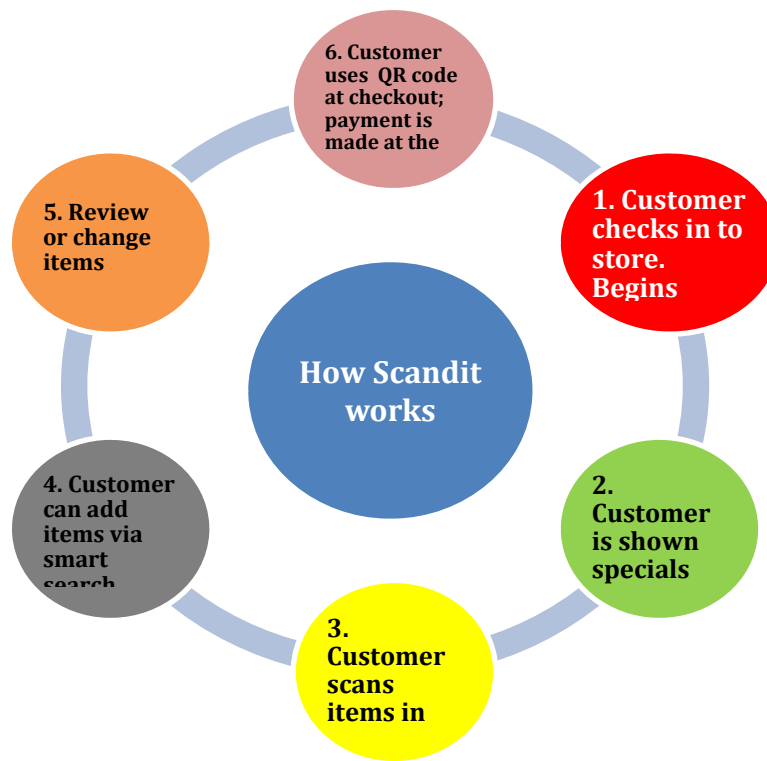 How Scandit
works
1. Customer
checks in to
store.
Begins
2.
Customer
is shown
specials
3.
Customer
scans
items in
4. Customer
can add
items via
smart
search
5. Review
or change
items
6. Customer
uses QR code
at checkout;
payment is
made at the